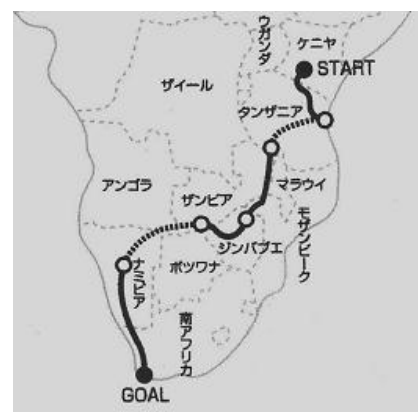 ウガンダ
ケニヤ
START
ザイール
タンザニア
アンゴラ
マラウイ
ザンビア
モザンビーク
ジンバブエ
ナミビア
ボツワナ
南アフリカ
GOAL